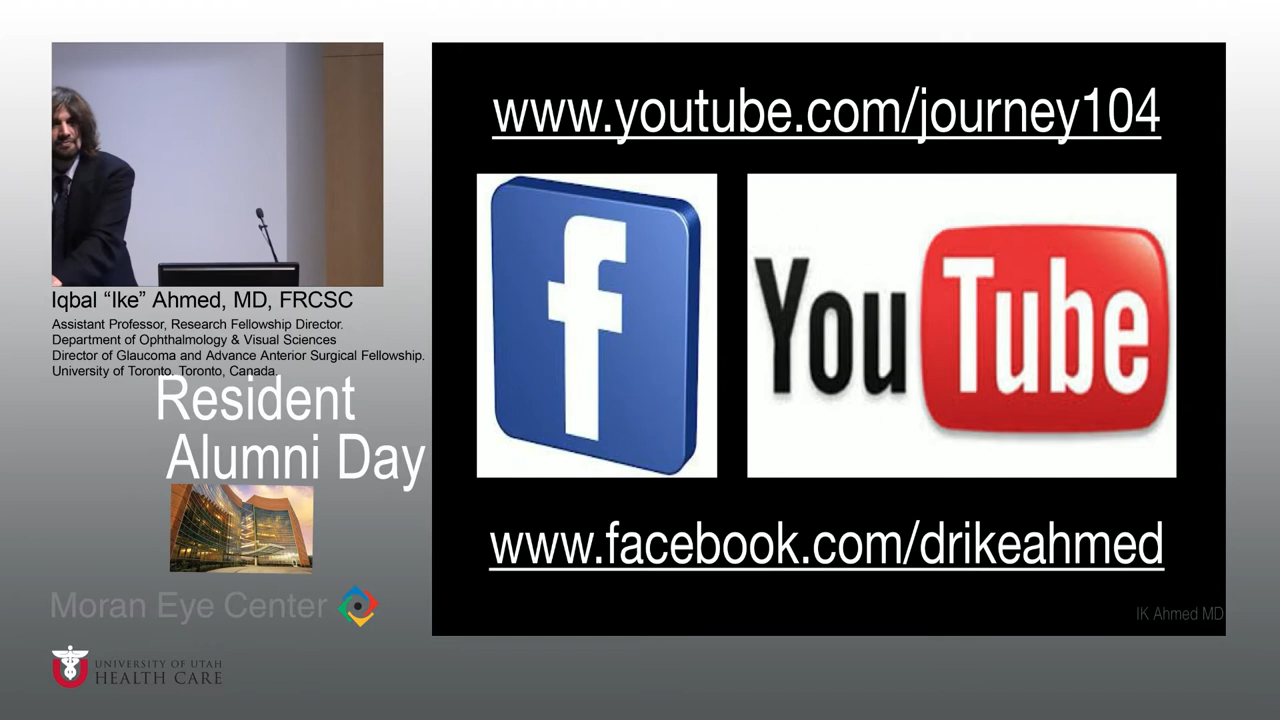 Iqbal “Ike” Ahmed, MD, FRCSC
Assistant Professor, Research Fellowship Director.
Department of Ophthalmology & Visual Sciences
Director of Glaucoma and Advance Anterior Surgical Fellowship.
University of Toronto. Toronto, Canada.
Resident
Alumni Day
Moran Eye Center
U
UNIVERSITY OF UTAH
HEALTH CARE
www.youtube.com/journey104
f
YouTube
www.facebook.com/drikeahmed
IK Ahmed MD